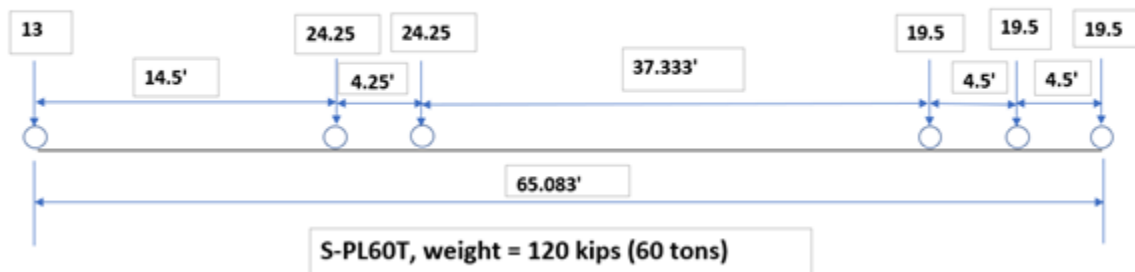 13 24.25 24.25 19.5 19.5 19.5
14.5' 4.25' 37.333' 4.5' 4.5'
65.083'
S-PL60T, weight = 120 kips (60 tons)